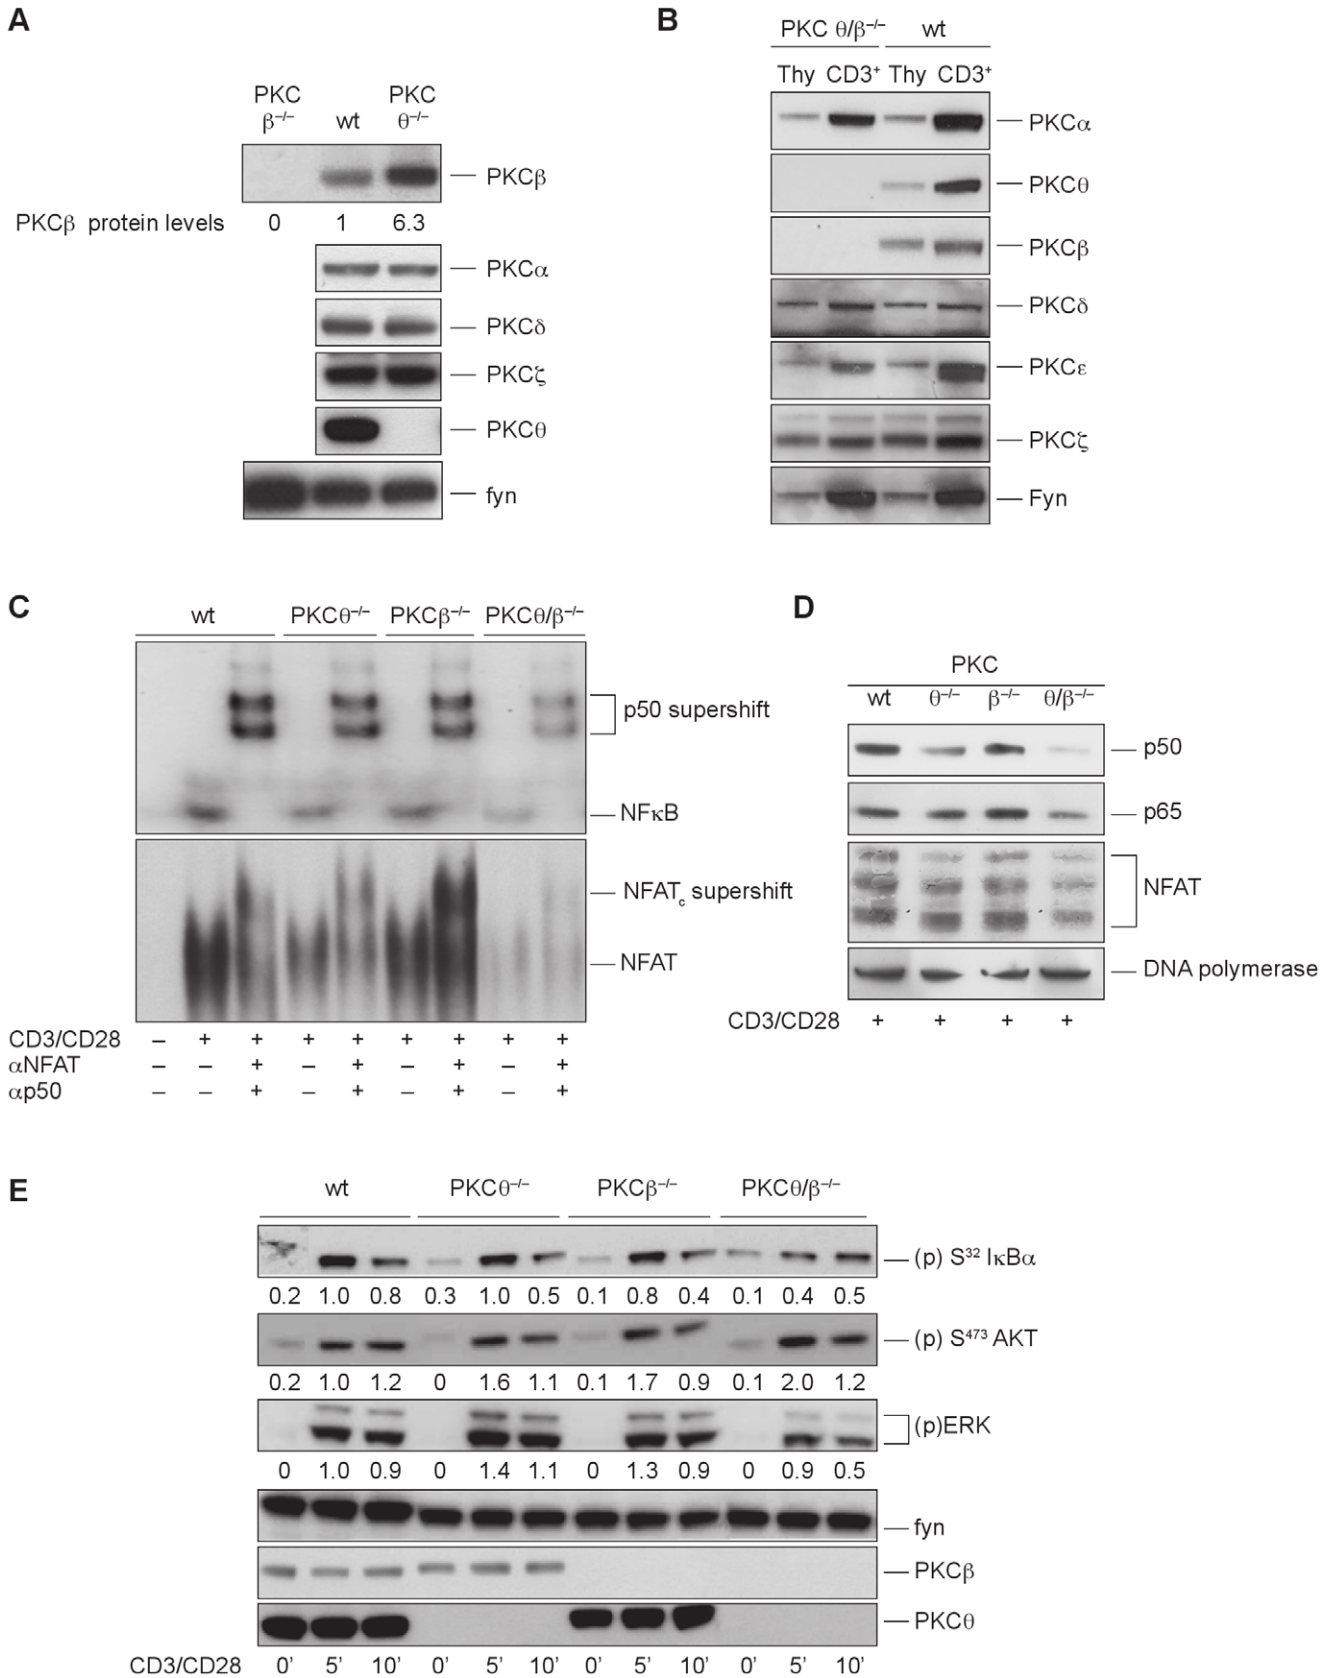 A
PKC β–/– wt PKC θ–/–
PKCβ
PKCβ protein levels 0 1 6.3
PKCα
PKCδ
PKCζ
PKCθ
fyn
B
PKC θ/β–/– wt
Thy CD3+ Thy CD3+
PKCα
PKCθ
PKCβ
PKCδ
PKCε
PKCζ
Fyn
C
wt PKCθ–/– PKCβ–/– PKCθ/β–/–
p50 supershift
NFκB
NFATc supershift
NFAT
CD3/CD28 – + + + + + + + +
αNFAT – – + – + – + – +
αp50 – – + – + – + – +
D
PKC
wt θ–/– β–/– θ/β–/–
p50
p65
NFAT
DNA polymerase
CD3/CD28 + + + +
E
wt PKCθ–/– PKCβ–/– PKCθ/β–/–
(p) S32 IκBα
0.2 1.0 0.8 0.3 1.0 0.5 0.1 0.8 0.4 0.1 0.4 0.5
(p) S473 AKT
0.2 1.0 1.2 0 1.6 1.1 0.1 1.7 0.9 0.1 2.0 1.2
(p)ERK
0 1.0 0.9 0 1.4 1.1 0 1.3 0.9 0 0.9 0.5
fyn
PKCβ
PKCθ
CD3/CD28 0’ 5’ 10’ 0’ 5’ 10’ 0’ 5’ 10’ 0’ 5’ 10’